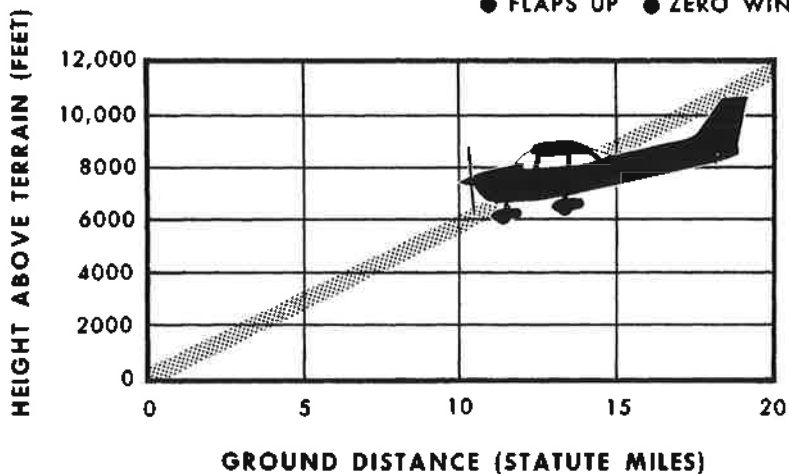 ● FLAPS UP ● ZERO WIN
HEIGHT ABOVE TERRAIN (FEET)
12,000
10,000
8000
6000
4000
2000
0
0 5 10 15 20
GROUND DISTANCE (STATUTE MILES)